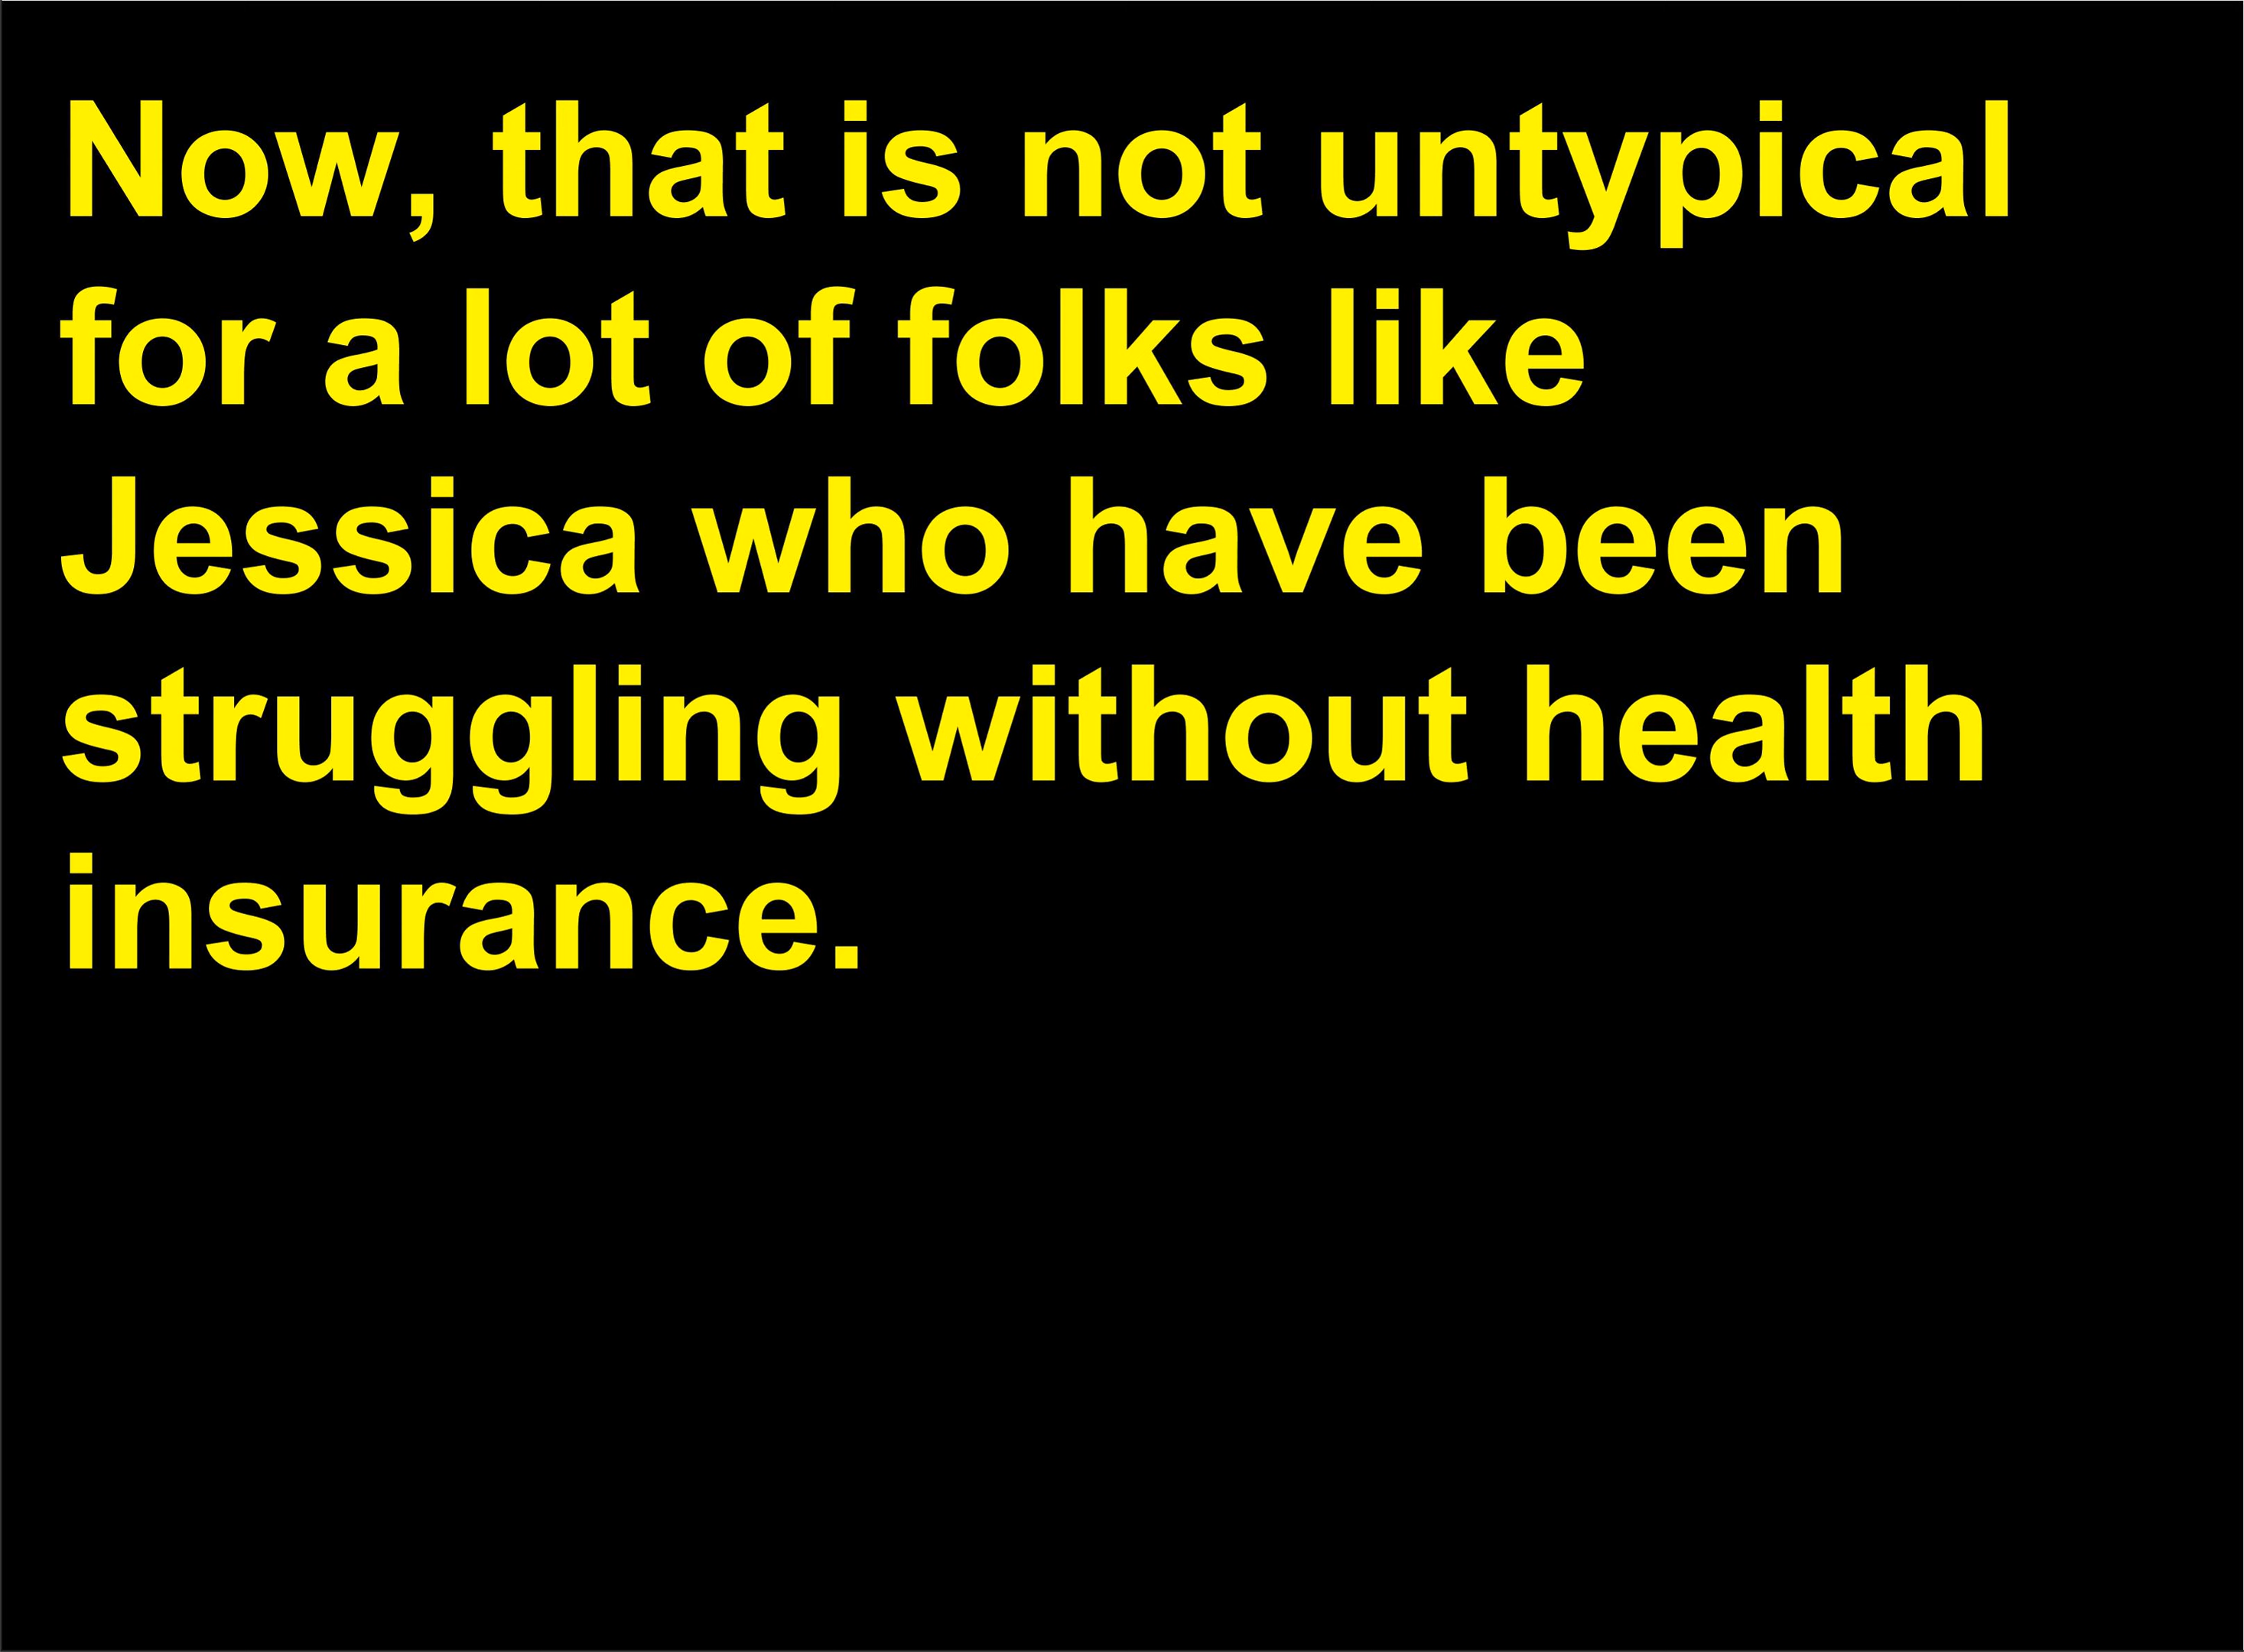 Now, that is not untypical
for a lot of folks like
Jessica who have been
struggling without health
insurance.